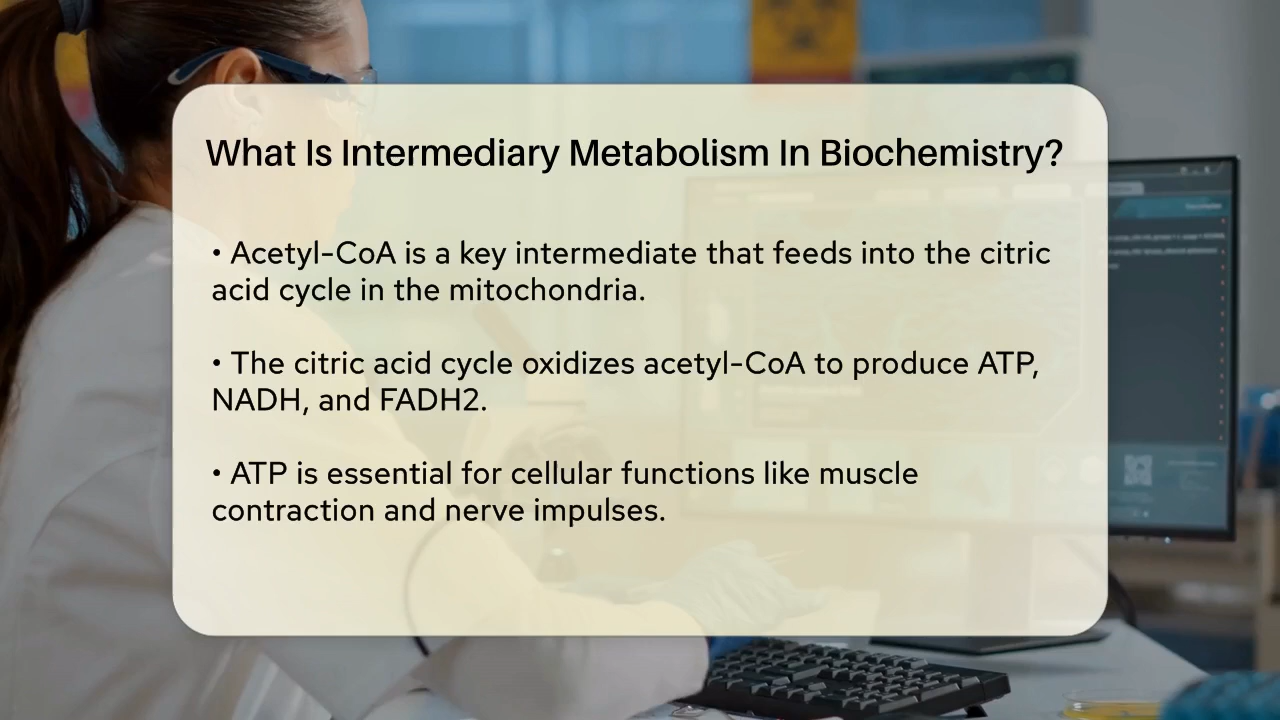 What Is Intermediary Metabolism In Biochemistry?
• Acetyl-CoA is a key intermediate that feeds into the citric
acid cycle in the mitochondria.
• The citric acid cycle oxidizes acetyl-CoA to produce ATP,
NADH, and FADH2.
• ATP is essential for cellular functions like muscle
contraction and nerve impulses.